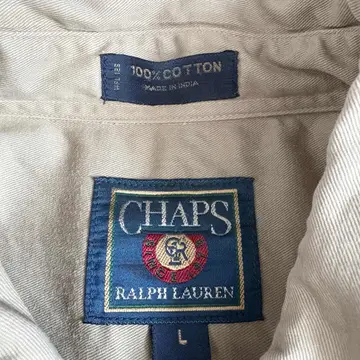 100% COTTON
MADE IN INDIA
CHAPS
RALPH LAUREN
L